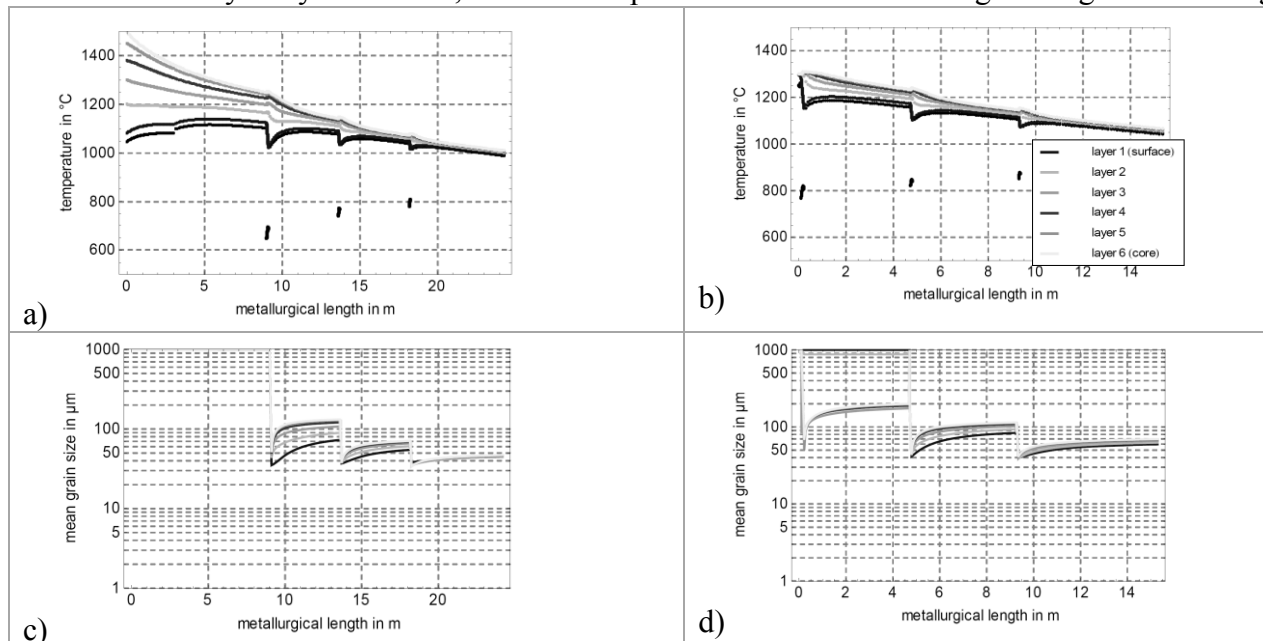 a)
1400
1200
1000
800
600
temperature in °C
0
5
10
15
20
metallurgical length in m
b)
1400
1200
1000
800
600
temperature in °C
0
2
4
6
8
10
12
14
metallurgical length in m
layer 1 (surface)
layer 2
layer 3
layer 4
layer 5
layer 6 (core)
c)
1000
500
100
50
10
5
1
mean grain size in µm
0
5
10
15
20
metallurgical length in m
d)
1000
500
100
50
10
5
1
mean grain size in µm
0
2
4
6
8
10
12
14
metallurgical length in m